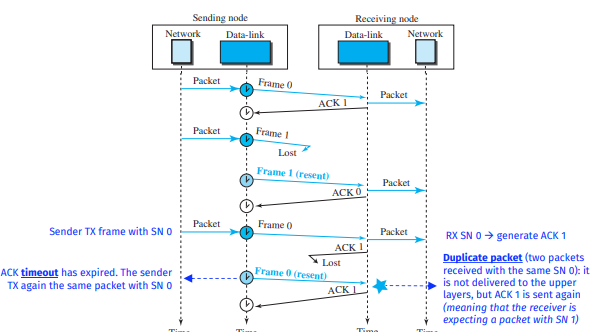 Sending node
Receiving node
Network
Data-link
Data-link
Network
Packet
Frame 0
Packet
ACK 1
Packet
Frame 1
Lost
Frame 1 (resent)
Packet
ACK 0
Sender TX frame with SN 0
Packet
Frame 0
Packet
RX SN 0 → generate ACK 1
ACK 1
Lost
ACK timeout has expired. The sender
TX again the same packet with SN 0
Frame 0 (resent)
ACK 1
Duplicate packet (two packets
received with the same SN 0): it
is not delivered to the upper
layers, but ACK 1 is sent again
(meaning that the receiver is
expecting a packet with SN 1)
Time
Time
Time
Time